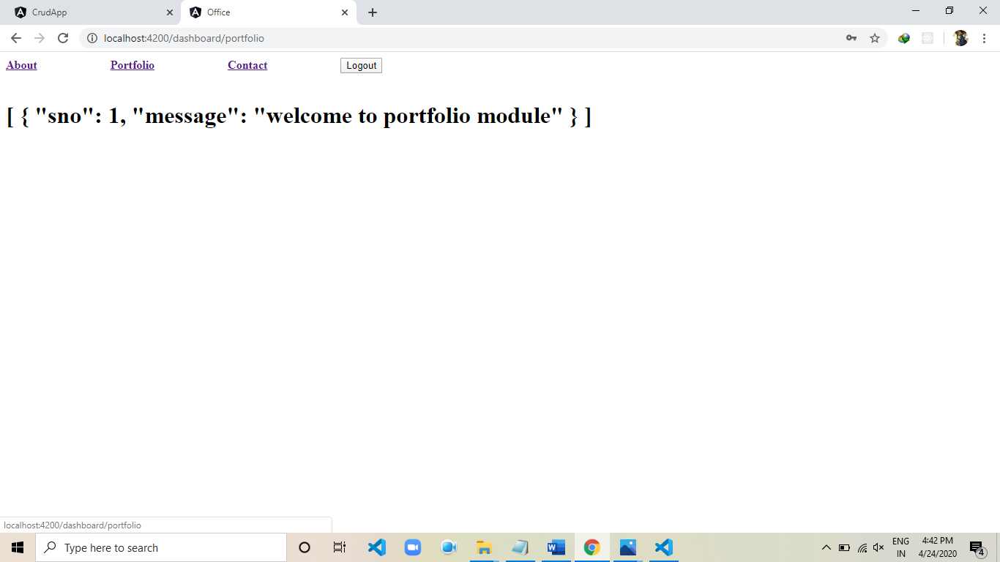 CrudApp Office
localhost:4200/dashboard/portfolio
About Portfolio Contact Logout
[ { "sno": 1, "message": "welcome to portfolio module" } ]
localhost:4200/dashboard/portfolio
Type here to search
ENG 4:42 PM
IN 4/24/2020 4